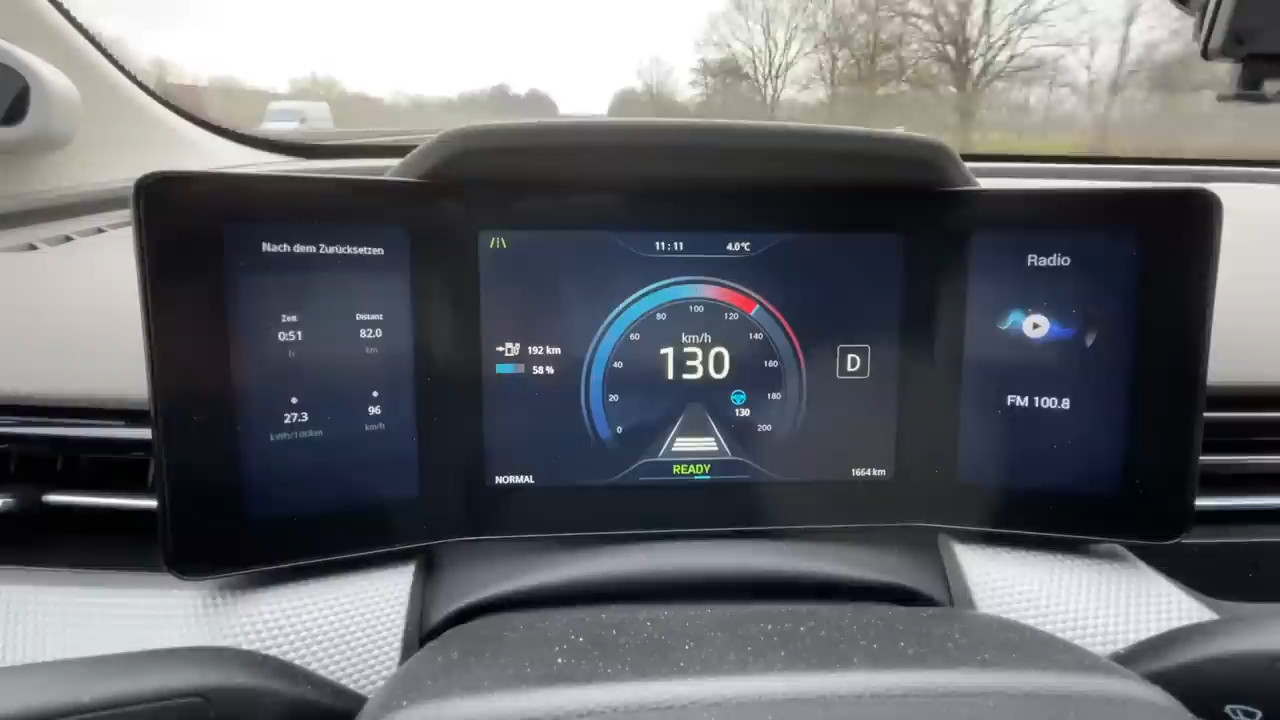 Nach dem Zurücksetzen
Zeit
0:51
h
Distanz
82.0
km
27.3
kWh/100km
96
km/h
11:11
4.0°C
192 km
58 %
km/h
130
0
20
40
60
80
100
120
140
160
180
200
130
D
READY
NORMAL
1664 km
Radio
FM 100.8